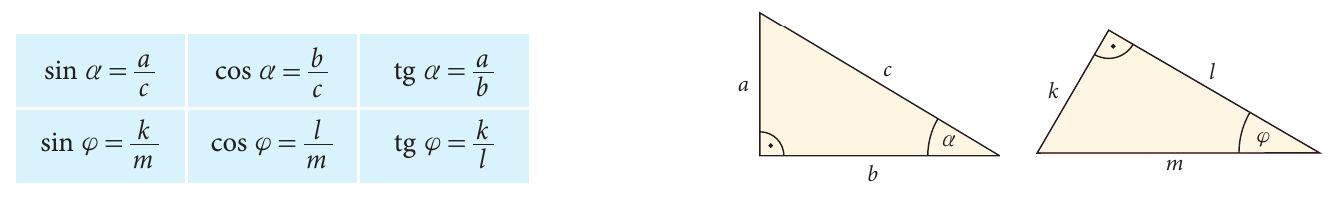 sin α = a/c cos α = b/c tg α = a/b
sin φ = k/m cos φ = l/m tg φ = k/l
a
c
α
b
k
l
φ
m